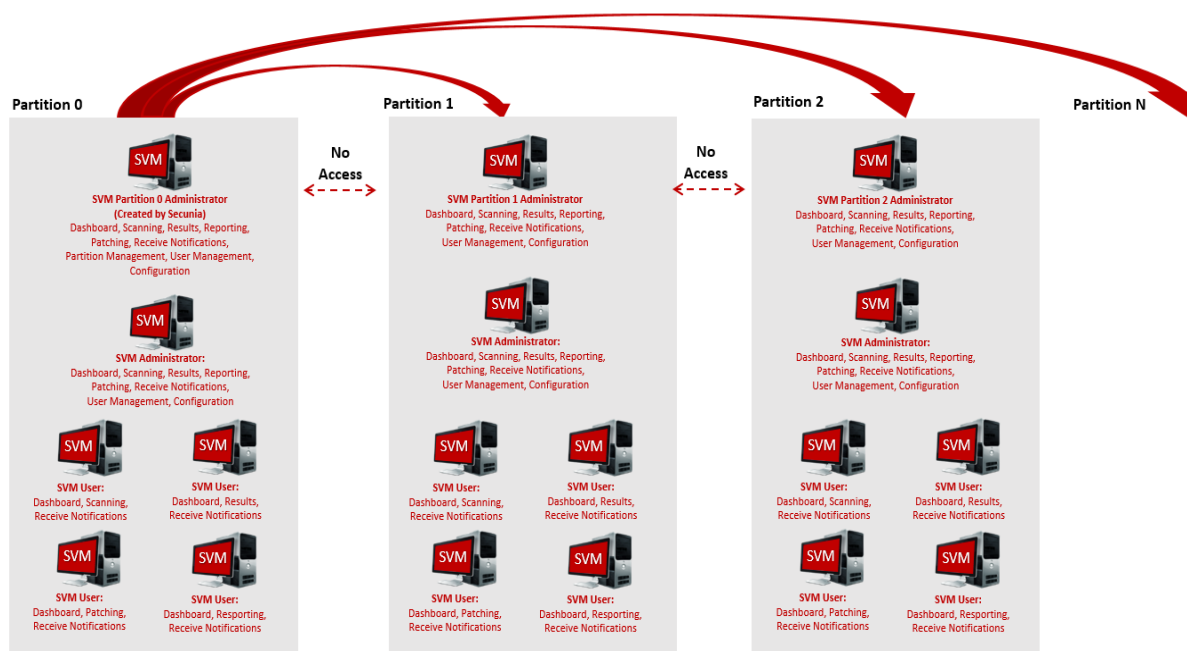 Partition 0
Partition 1
Partition 2
Partition N
No
Access
No
Access
SVM
SVM Partition 0 Administrator
(Created by Secunia)
Dashboard, Scanning, Results, Reporting,
Patching, Receive Notifications,
Partition Management, User Management,
Configuration
SVM
SVM Administrator:
Dashboard, Scanning, Results, Reporting,
Patching, Receive Notifications,
User Management, Configuration
SVM
SVM User:
Dashboard, Scanning,
Receive Notifications
SVM
SVM User:
Dashboard, Results,
Receive Notifications
SVM
SVM User:
Dashboard, Patching,
Receive Notifications
SVM
SVM User:
Dashboard, Resporting,
Receive Notifications
SVM
SVM Partition 1 Administrator
Dashboard, Scanning, Results, Reporting,
Patching, Receive Notifications,
User Management, Configuration
SVM
SVM Administrator:
Dashboard, Scanning, Results, Reporting,
Patching, Receive Notifications,
User Management, Configuration
SVM
SVM User:
Dashboard, Scanning,
Receive Notifications
SVM
SVM User:
Dashboard, Results,
Receive Notifications
SVM
SVM User:
Dashboard, Patching,
Receive Notifications
SVM
SVM User:
Dashboard, Resporting,
Receive Notifications
SVM
SVM Partition 2 Administrator
Dashboard, Scanning, Results, Reporting,
Patching, Receive Notifications,
User Management, Configuration
SVM
SVM Administrator:
Dashboard, Scanning, Results, Reporting,
Patching, Receive Notifications,
User Management, Configuration
SVM
SVM User:
Dashboard, Scanning,
Receive Notifications
SVM
SVM User:
Dashboard, Results,
Receive Notifications
SVM
SVM User:
Dashboard, Patching,
Receive Notifications
SVM
SVM User:
Dashboard, Resporting,
Receive Notifications